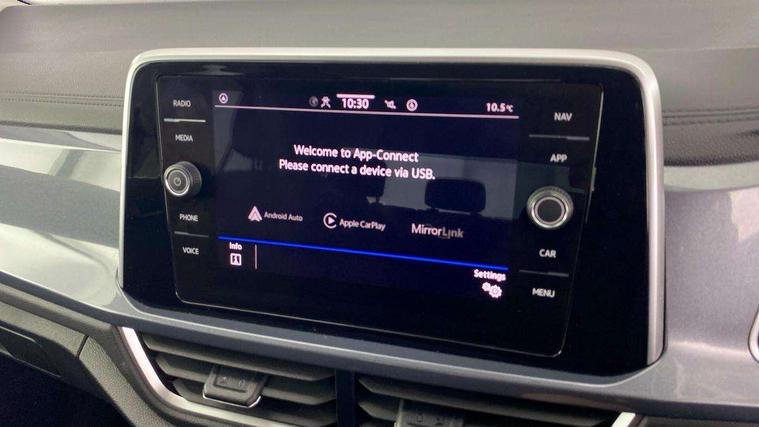 RADIO
MEDIA
PHONE
VOICE
10:30
10.5°C
Welcome to App-Connect
Please connect a device via USB.
Android Auto
Apple CarPlay
MirrorLink
Info
Settings
NAV
APP
CAR
MENU